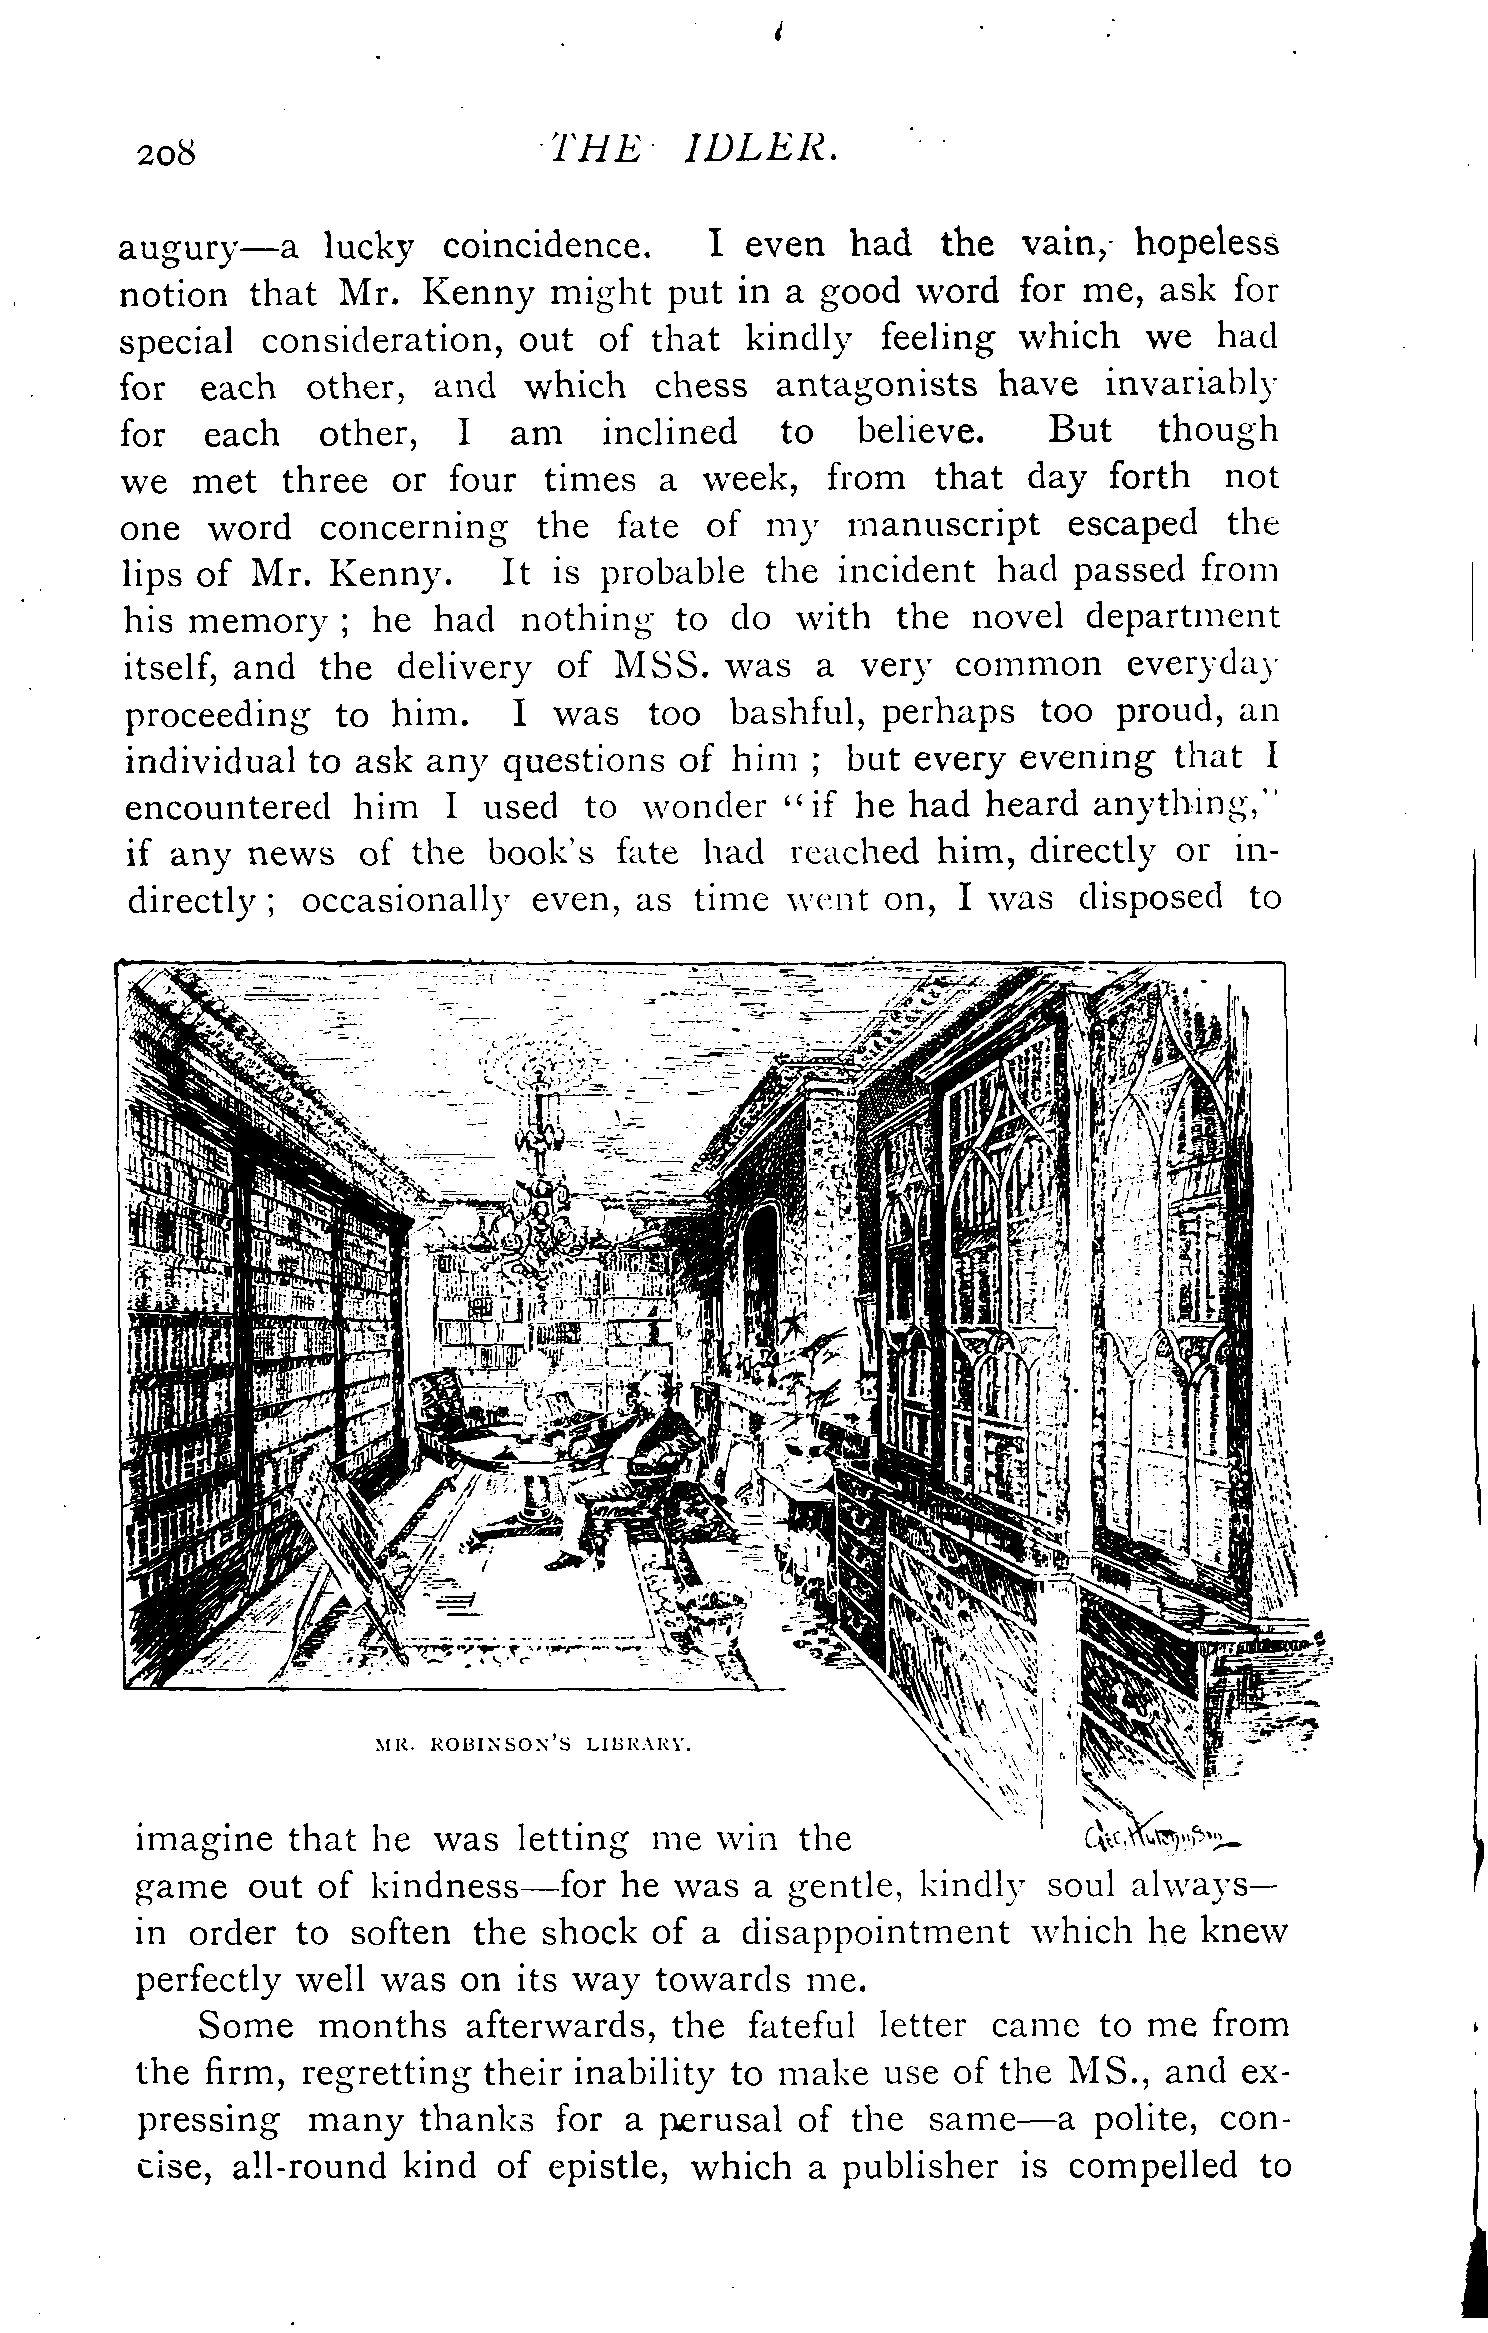 208 THE IDLER.
augury—a lucky coincidence. I even had the vain, hopeless
notion that Mr. Kenny might put in a good word for me, ask for
special consideration, out of that kindly feeling which we had
for each other, and which chess antagonists have invariably
for each other, I am inclined to believe. But though
we met three or four times a week, from that day forth not
one word concerning the fate of my manuscript escaped the
lips of Mr. Kenny. It is probable the incident had passed from
his memory ; he had nothing to do with the novel department
itself, and the delivery of MSS. was a very common everyday
proceeding to him. I was too bashful, perhaps too proud, an
individual to ask any questions of him ; but every evening that I
encountered him I used to wonder “if he had heard anything,”
if any news of the book's fate had reached him, directly or in-
directly ; occasionally even, as time went on, I was disposed to
MR. ROBINSON'S LIBRARY.
imagine that he was letting me win the
game out of kindness—for he was a gentle, kindly soul always—
in order to soften the shock of a disappointment which he knew
perfectly well was on its way towards me.
Some months afterwards, the fateful letter came to me from
the firm, regretting their inability to make use of the MS., and ex-
pressing many thanks for a perusal of the same—a polite, con-
cise, all-round kind of epistle, which a publisher is compelled to